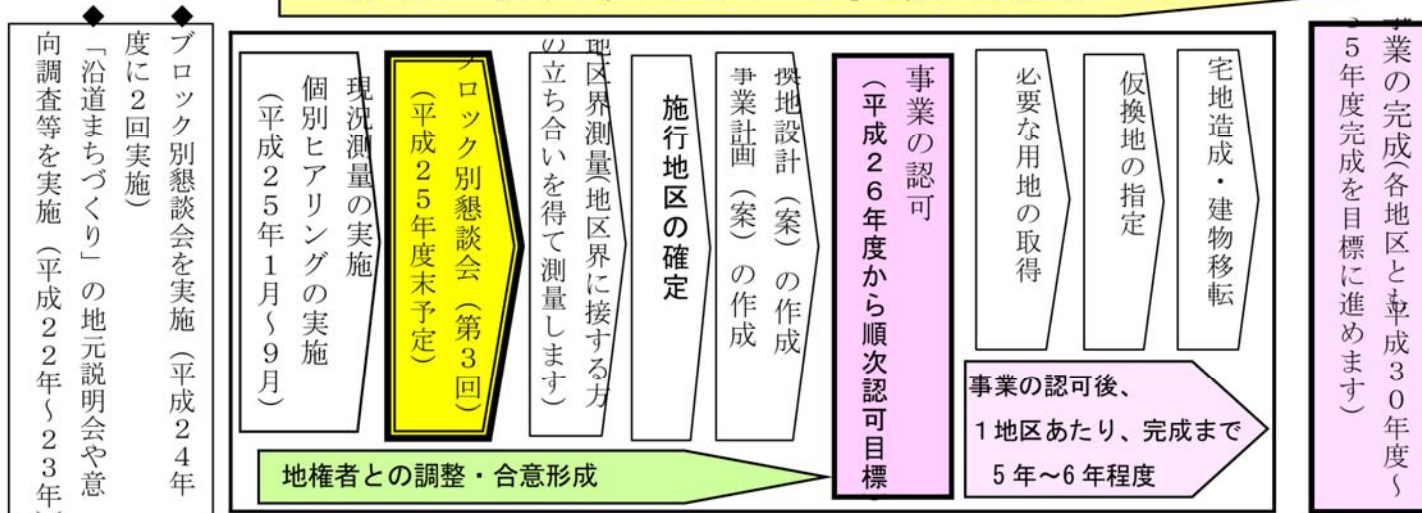 ◆ブロック別懇談会を実施（平成２４年
度に２回実施）
◆「沿道まちづくり」の地元説明会や意
向調査等を実施（平成２２年～２３年）
現況測量の実施
個別ヒアリングの実施
（平成２５年１月～９月）
ブロック別懇談会（第３回）
（平成２５年度末予定）
地区界測量(地区界に接する方
の立ち合いを得て測量します）
施行地区の確定
換地設計（案）の作成
事業計画（案）の作成
事業の認可
（平成２６年度から順次認可目標）
必要な用地の取得
仮換地の指定
宅地造成・建物移転
地権者との調整・合意形成
事業の認可後、
１地区あたり、完成まで
５年～６年程度
事業の完成(各地区とも平成３０年度～
５年度完成を目標に進めます）